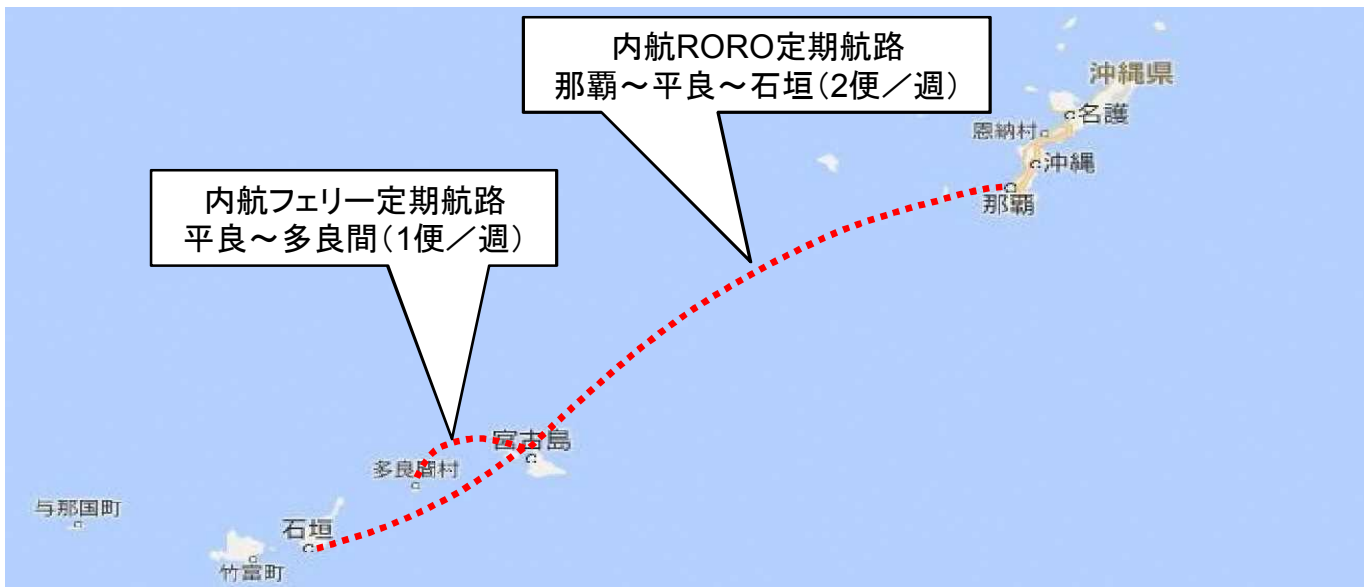 内航RORO定期航路
那覇～平良～石垣（2便／週）
沖縄県
名護
恩納村
沖縄
那覇
内航フェリー定期航路
平良～多良間（1便／週）
宮古島
多良間村
与那国町
石垣
竹富町